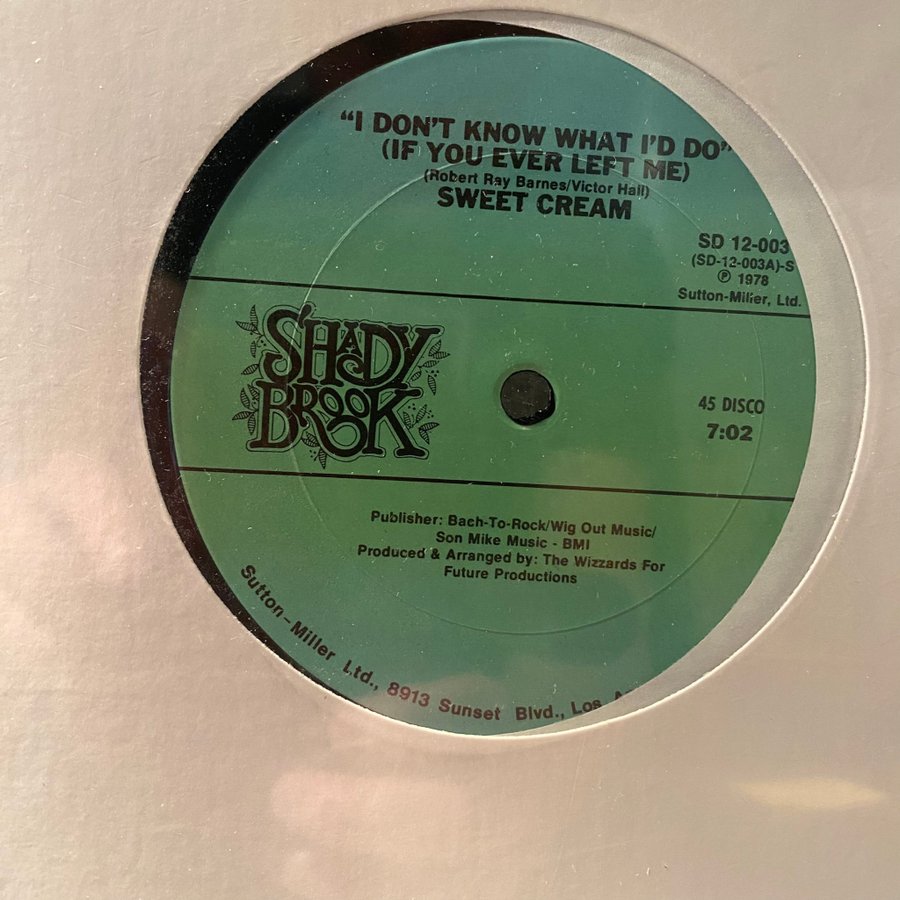 "I DON'T KNOW WHAT I'D DO"
(IF YOU EVER LEFT ME)
(Robert Ray Barnes/Victor Hall)
SWEET CREAM
SD 12-003
(SD-12-003A)-S
℗ 1978
Sutton-Miller, Ltd.
SHADY
BROOK
45 DISCO
7:02
Publisher: Bach-To-Rock/Wig Out Music/
Son Mike Music - BMI
Produced & Arranged by: The Wizzards For
Future Productions
Sutton-Miller Ltd., 8913 Sunset Blvd., Los